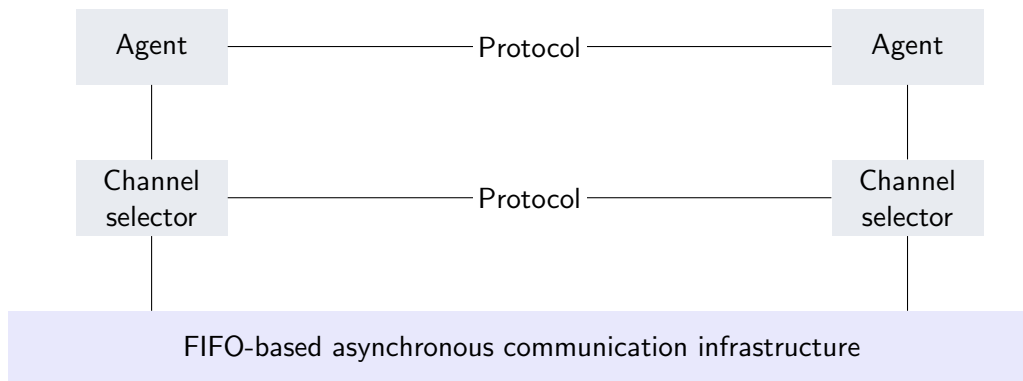 Agent
Protocol
Agent
Channel
selector
Protocol
Channel
selector
FIFO-based asynchronous communication infrastructure